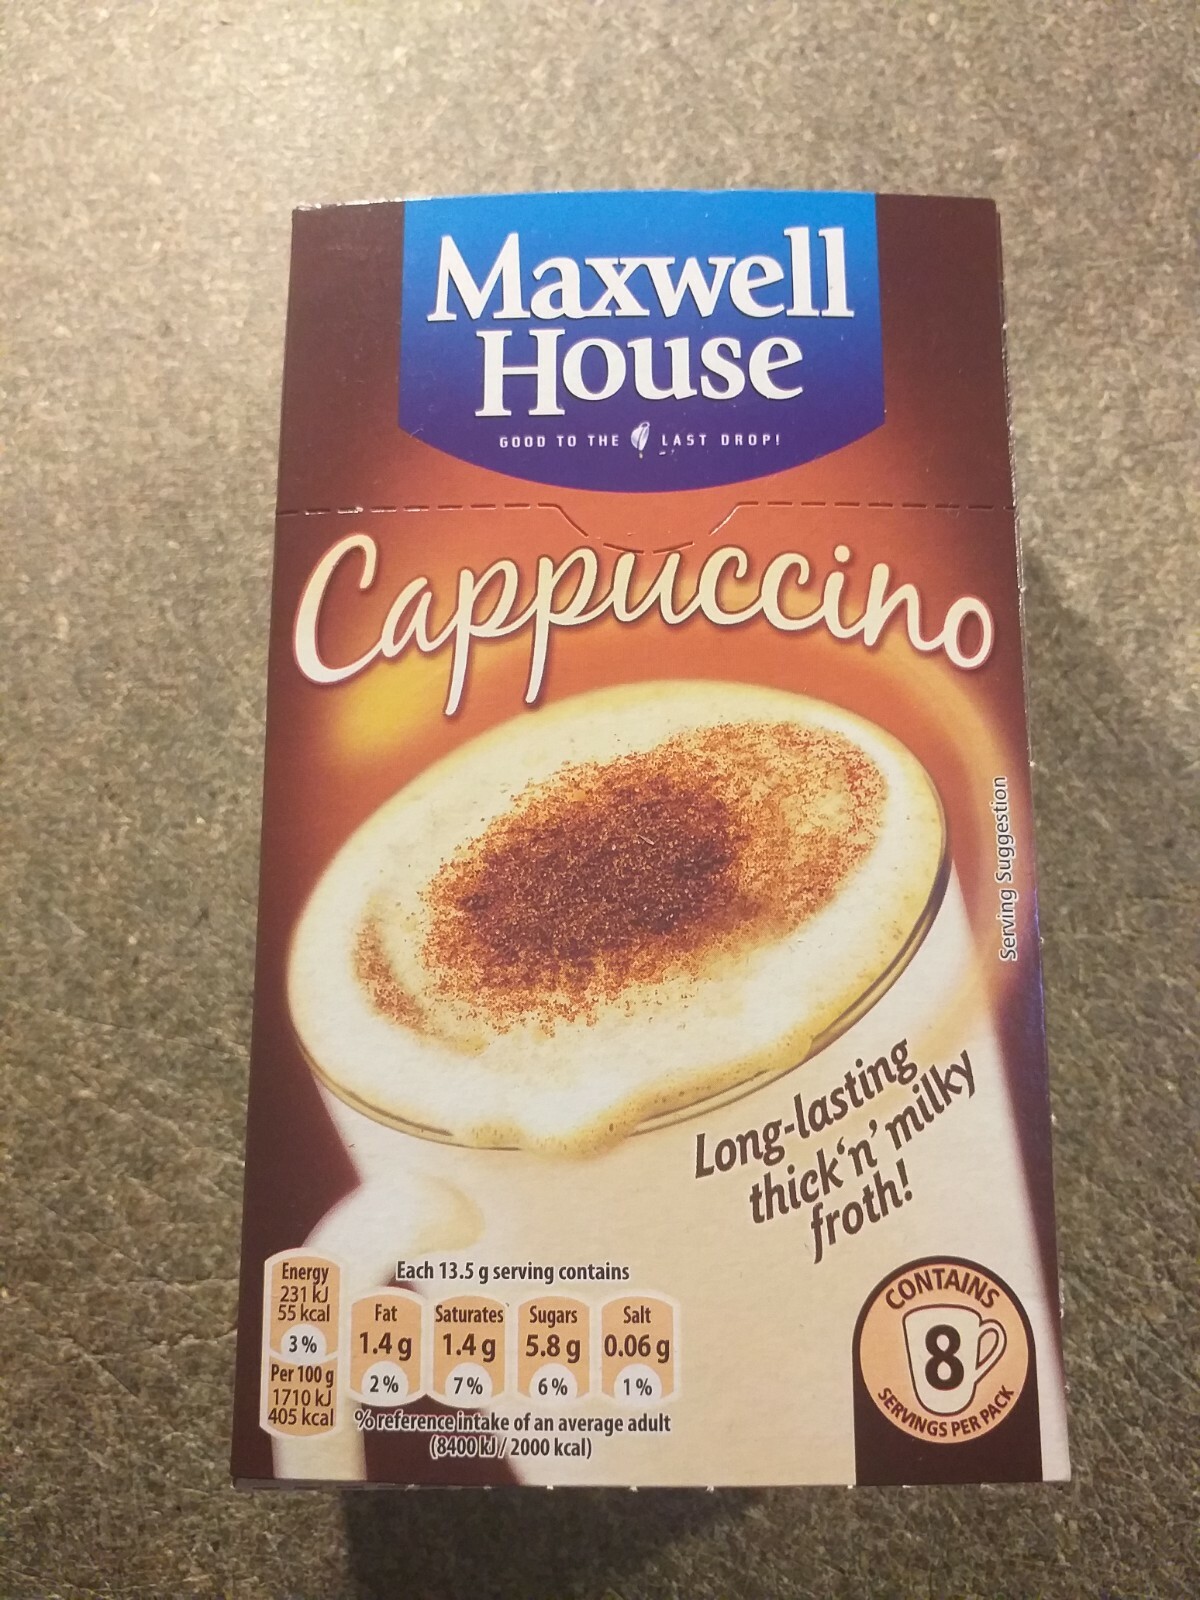 Maxwell
House
GOOD TO THE LAST DROP!
Cappuccino
Serving Suggestion
Long-lasting
thick'n'milky
froth!
Each 13.5 g serving contains
Energy
231 kJ
55 kcal
3%
Per 100 g
1710 kJ
405 kcal
Fat
1.4 g
2%
Saturates
1.4 g
7%
Sugars
5.8 g
6%
Salt
0.06 g
1%
% reference intake of an average adult
(8400 kJ / 2000 kcal)
CONTAINS
8
SERVINGS PER PACK